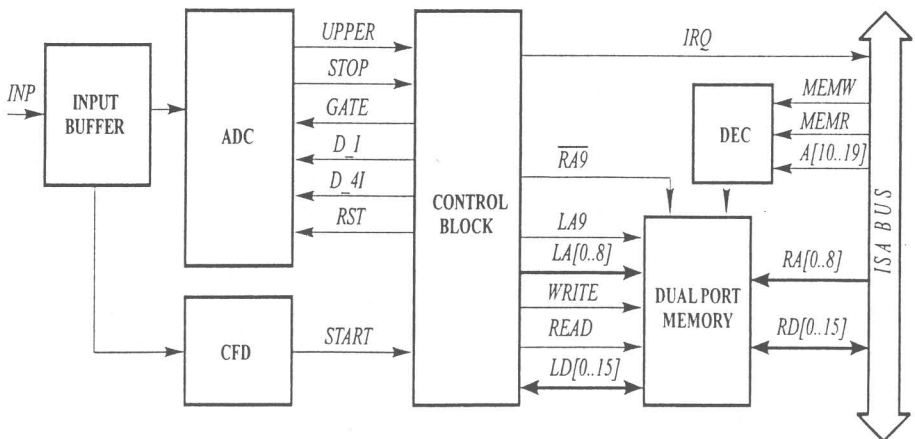 INP
INPUT
BUFFER
ADC
UPPER
STOP
GATE
D_I
D_4I
RST
CFD
START
CONTROL
BLOCK
IRQ
RA9
LA9
LA[0..8]
WRITE
READ
LD[0..15]
DEC
MEMW
MEMR
A[10..19]
DUAL PORT
MEMORY
RA[0..8]
RD[0..15]
ISA BUS